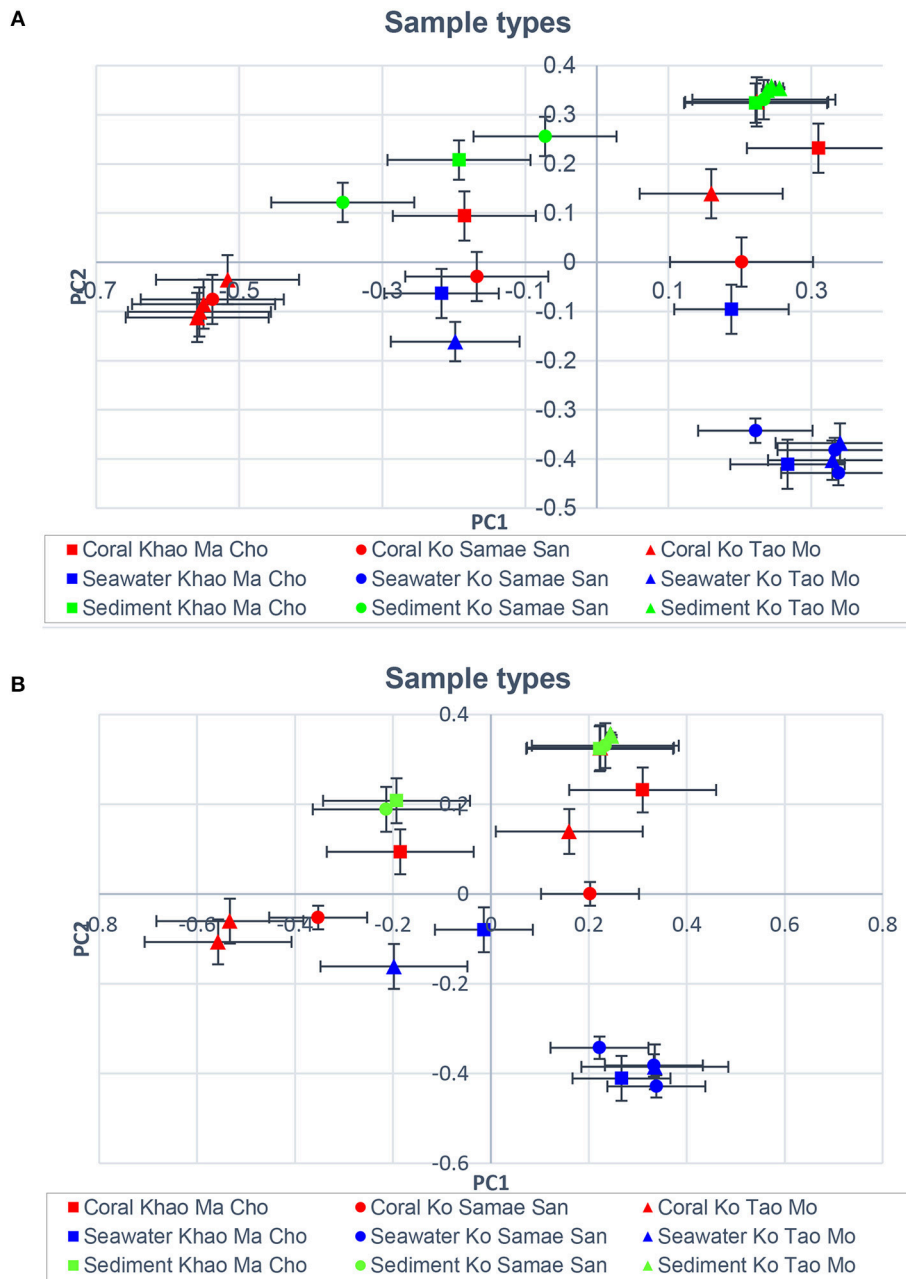 A
Sample types
0.4
0.3
0.2
0.1
0
PC2
-0.7 -0.5 -0.3 -0.1 0.1 0.3
-0.1
-0.2
-0.3
-0.4
-0.5
PC1
Coral Khao Ma Cho Coral Ko Samae San Coral Ko Tao Mo
Seawater Khao Ma Cho Seawater Ko Samae San Seawater Ko Tao Mo
Sediment Khao Ma Cho Sediment Ko Samae San Sediment Ko Tao Mo
B
Sample types
0.4
0.2
0
PC2
-0.8 -0.6 -0.4 -0.2 0 0.2 0.4 0.6 0.8
-0.2
-0.4
-0.6
PC1
Coral Khao Ma Cho Coral Ko Samae San Coral Ko Tao Mo
Seawater Khao Ma Cho Seawater Ko Samae San Seawater Ko Tao Mo
Sediment Khao Ma Cho Sediment Ko Samae San Sediment Ko Tao Mo